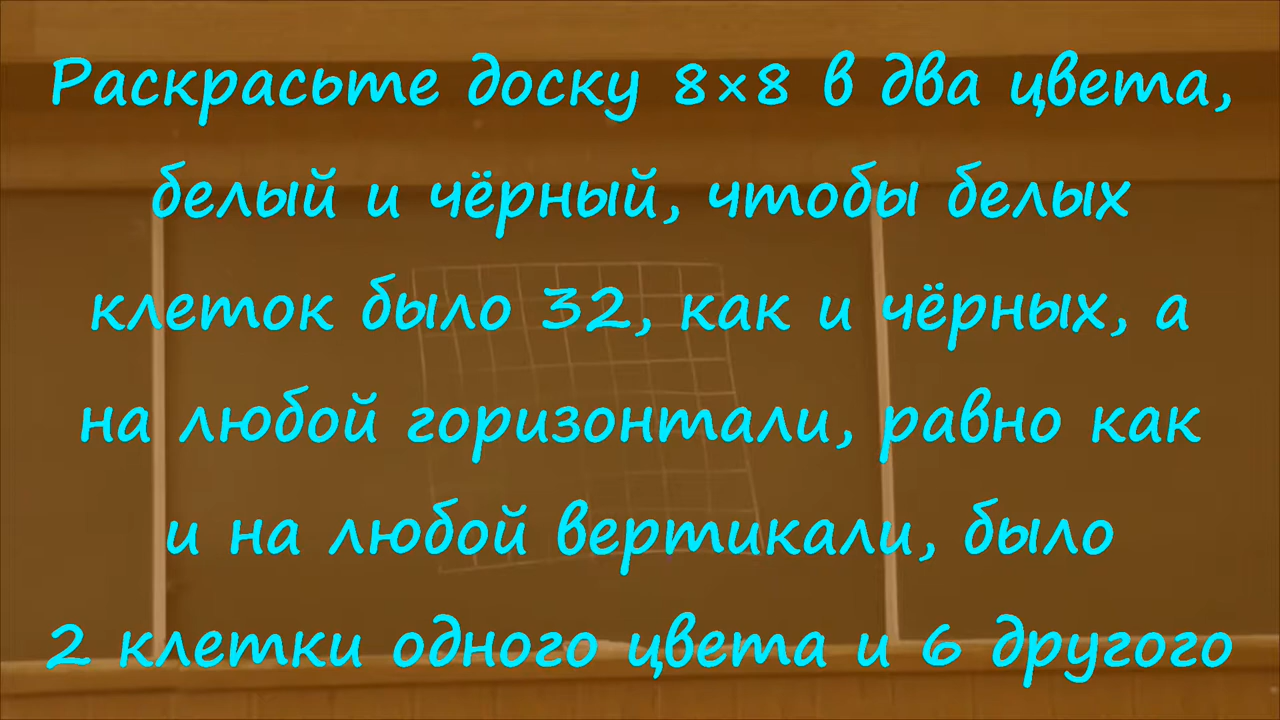 Раскрасьте доску 8×8 в два цвета,
белый и чёрный, чтобы белых
клеток было 32, как и чёрных, а
на любой горизонтали, равно как
и на любой вертикали, было
2 клетки одного цвета и 6 другого